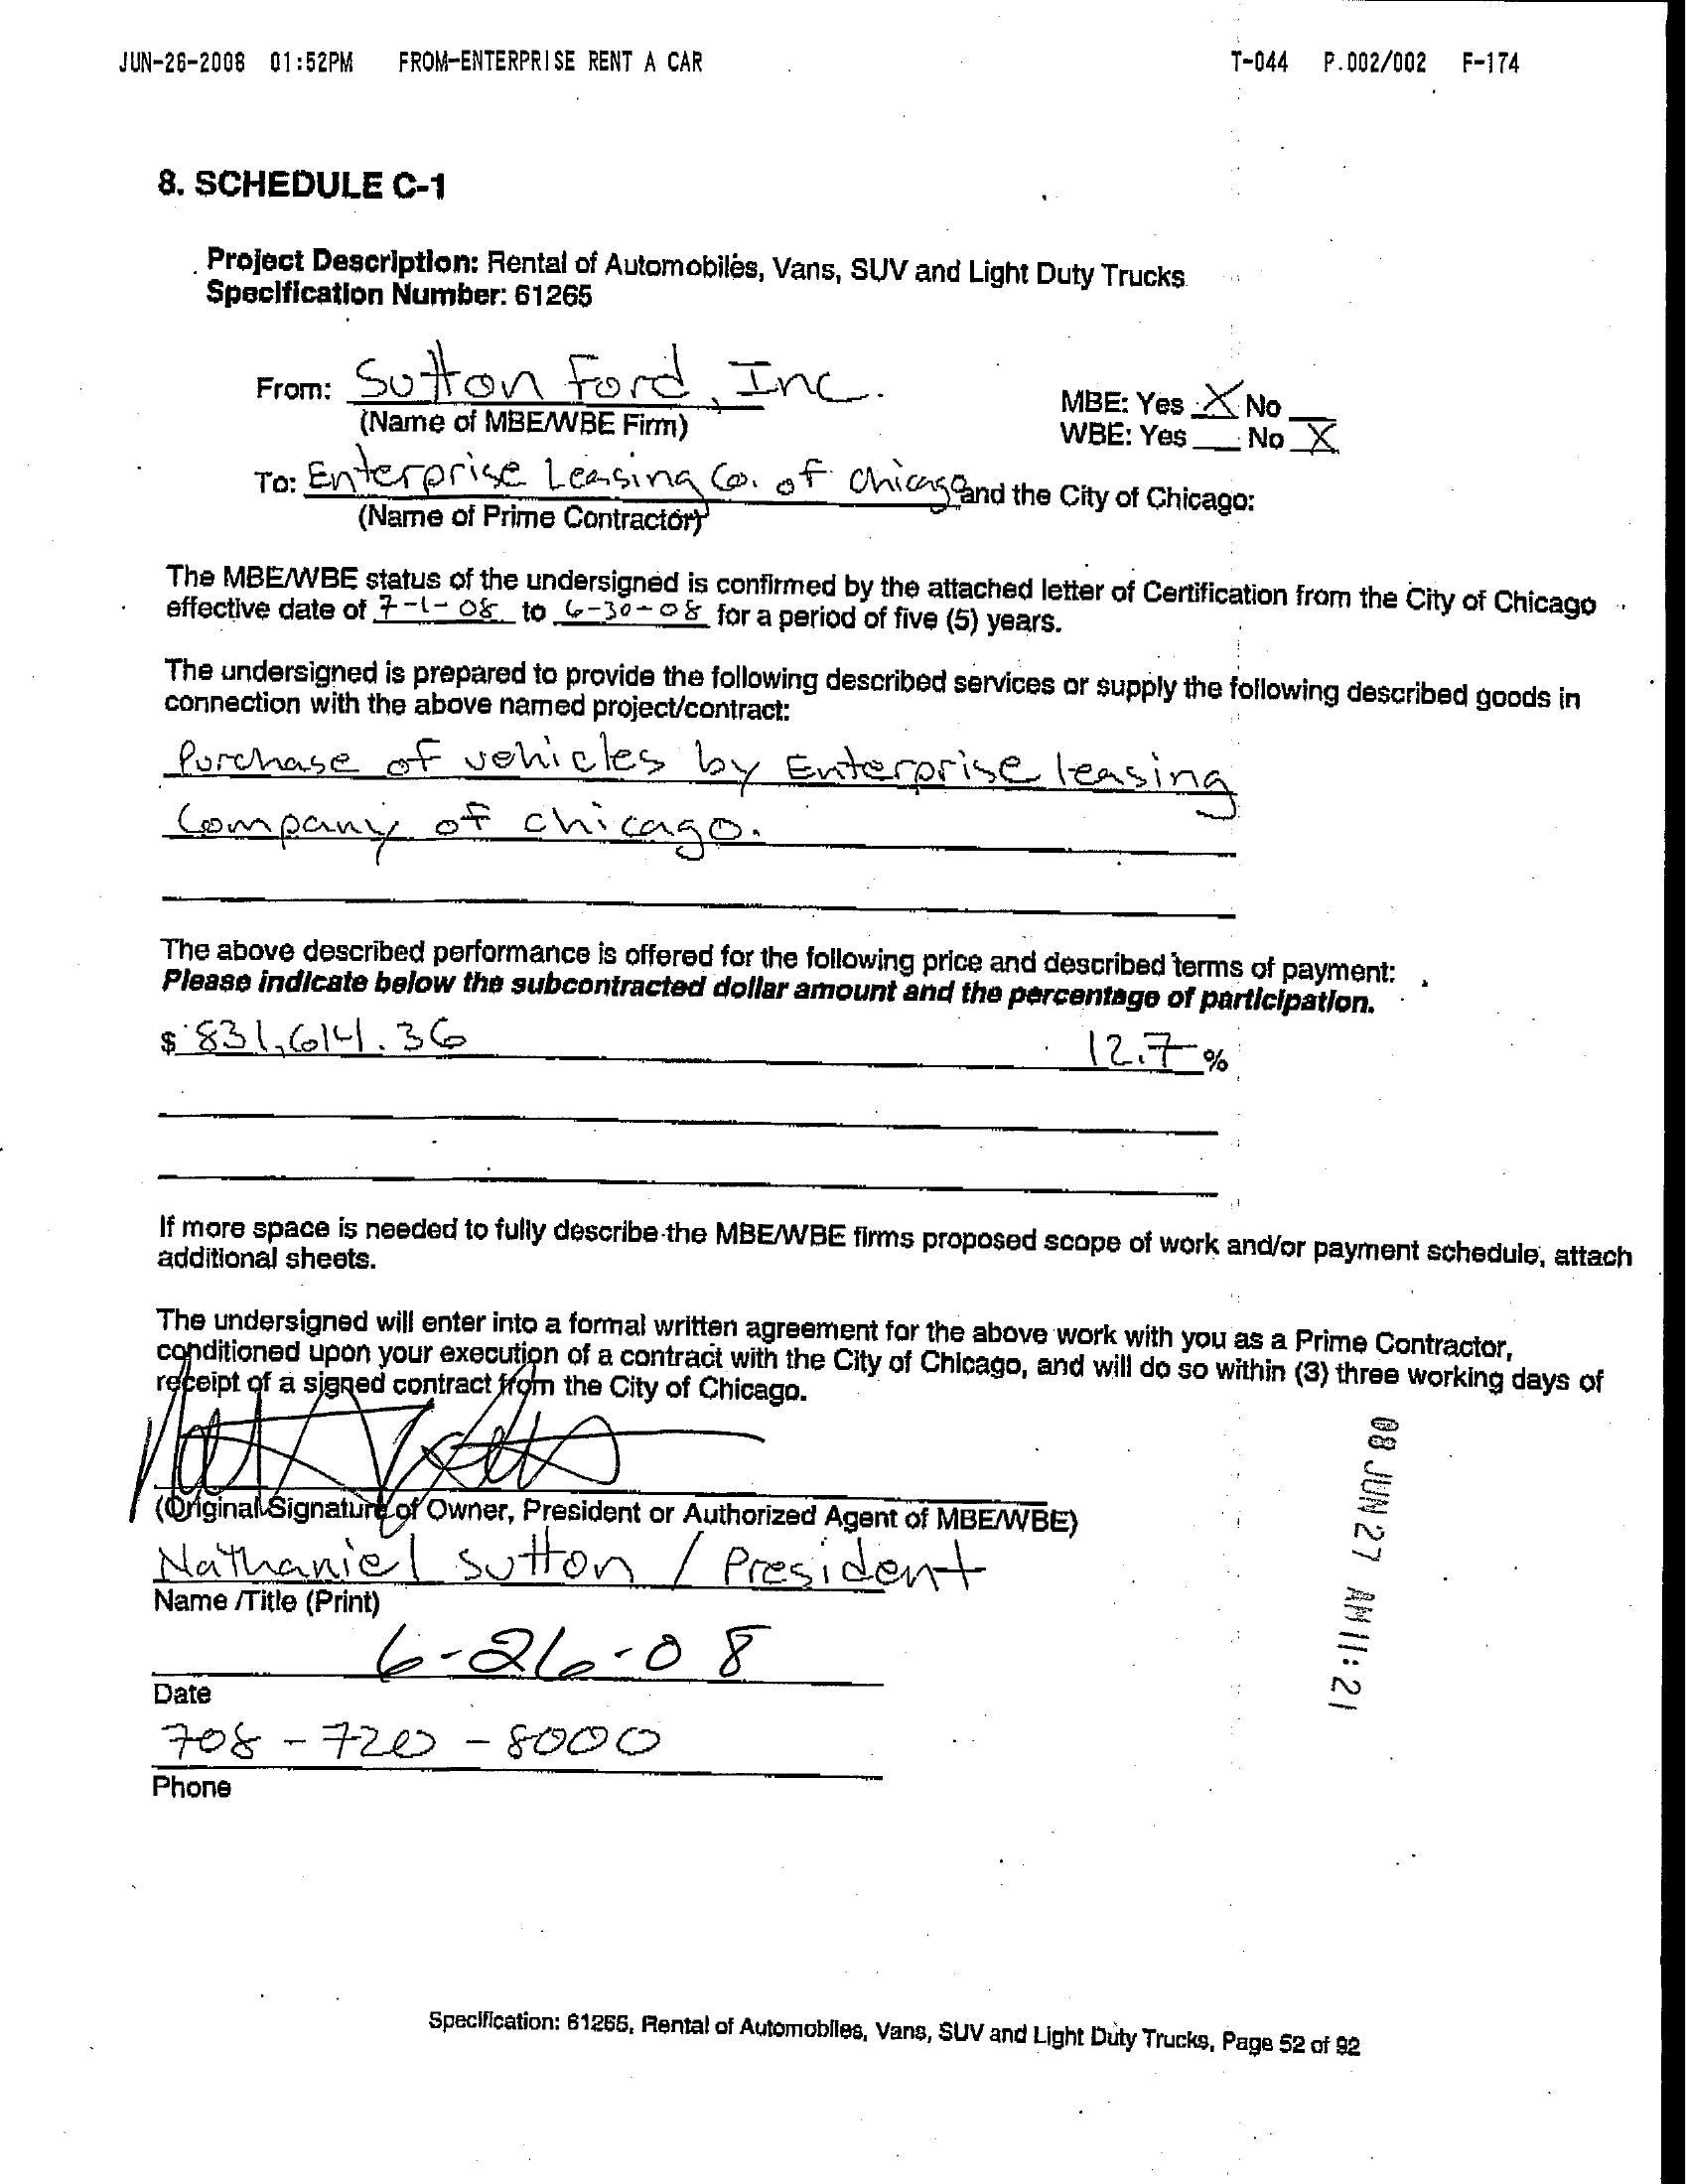 JUN-26-2008 01:52PM FROM-ENTERPRISE RENT A CAR T-044 P.002/002 F-174
8. SCHEDULE C-1
Project Description: Rental of Automobiles, Vans, SUV and Light Duty Trucks
Specification Number: 61265
From: Sutton Ford, Inc.
(Name of MBE/WBE Firm)
MBE: Yes X No __
WBE: Yes __ No X
To: Enterprise Leasing Co. of Chicago and the City of Chicago:
(Name of Prime Contractor)
The MBE/WBE status of the undersigned is confirmed by the attached letter of Certification from the City of Chicago
effective date of 7-1-08 to 6-30-08 for a period of five (5) years.
The undersigned is prepared to provide the following described services or supply the following described goods in
connection with the above named project/contract:
Purchase of vehicles by Enterprise leasing
Company of chicago.
The above described performance is offered for the following price and described terms of payment:
Please indicate below the subcontracted dollar amount and the percentage of participation.
$ 831,614.36 12.7 %
If more space is needed to fully describe the MBE/WBE firms proposed scope of work and/or payment schedule, attach
additional sheets.
The undersigned will enter into a formal written agreement for the above work with you as a Prime Contractor,
conditioned upon your execution of a contract with the City of Chicago, and will do so within (3) three working days of
receipt of a signed contract from the City of Chicago.
(Original Signature of Owner, President or Authorized Agent of MBE/WBE)
Nathaniel Sutton / President
Name /Title (Print)
6-26-08
Date
708-720-8000
Phone
08 JUN 27 AM 11:21
Specification: 61265, Rental of Automobiles, Vans, SUV and Light Duty Trucks, Page 52 of 92